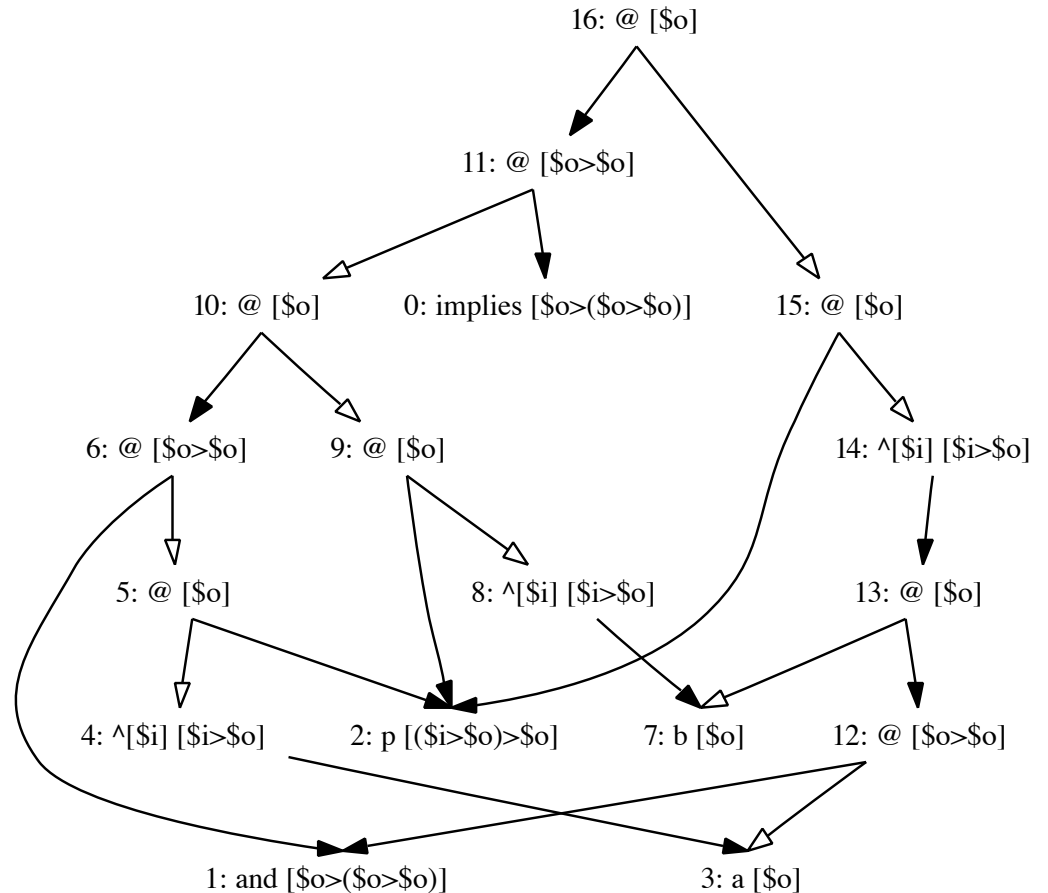 16: @ [$o]
11: @ [$o>$o]
10: @ [$o]
0: implies [$o>($o>$o)]
15: @ [$o]
6: @ [$o>$o]
9: @ [$o]
14: ^[$i] [$i>$o]
5: @ [$o]
8: ^[$i] [$i>$o]
13: @ [$o]
4: ^[$i] [$i>$o]
2: p [($i>$o)>$o]
7: b [$o]
12: @ [$o>$o]
1: and [$o>($o>$o)]
3: a [$o]